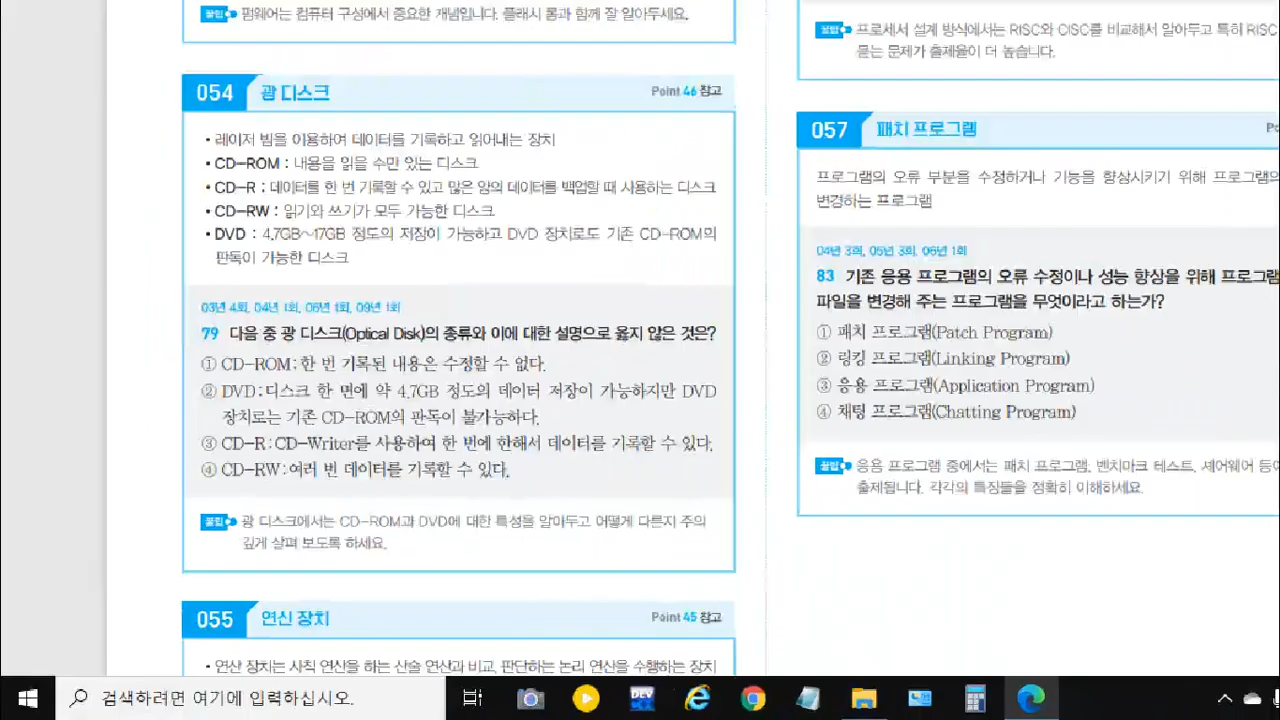 꿀팁 펌웨어는 컴퓨터 구성에서 중요한 개념입니다. 플래시 롬과 함께 잘 알아두세요.
054 광 디스크 Point 46 참고
• 레이저 빔을 이용하여 데이터를 기록하고 읽어내는 장치
• CD-ROM : 내용을 읽을 수만 있는 디스크
• CD-R : 데이터를 한 번 기록할 수 있고 많은 양의 데이터를 백업할 때 사용하는 디스크
• CD-RW : 읽기와 쓰기가 모두 가능한 디스크
• DVD : 4.7GB~17GB 정도의 저장이 가능하고 DVD 장치로도 기존 CD-ROM의
판독이 가능한 디스크
03년 4회, 04년 1회, 06년 1회, 09년 1회
79 다음 중 광 디스크(Optical Disk)의 종류와 이에 대한 설명으로 옳지 않은 것은?
① CD-ROM : 한 번 기록된 내용은 수정할 수 없다.
② DVD : 디스크 한 면에 약 4.7GB 정도의 데이터 저장이 가능하지만 DVD
장치로는 기존 CD-ROM의 판독이 불가능하다.
③ CD-R : CD-Writer를 사용하여 한 번에 한해서 데이터를 기록할 수 있다.
④ CD-RW : 여러 번 데이터를 기록할 수 있다.
꿀팁 광 디스크에서는 CD-ROM과 DVD에 대한 특성을 알아두고 어떻게 다른지 주의
깊게 살펴 보도록 하세요.
055 연산 장치 Point 45 참고
• 연산 장치는 사칙 연산을 하는 산술 연산과 비교, 판단하는 논리 연산을 수행하는 장치
꿀팁 프로세서 설계 방식에서는 RISC와 CISC를 비교해서 알아두고 특히 RISC
묻는 문제가 출제율이 더 높습니다.
057 패치 프로그램 Po
프로그램의 오류 부분을 수정하거나 기능을 향상시키기 위해 프로그램의
변경하는 프로그램
04년 3회, 05년 3회, 06년 1회
83 기존 응용 프로그램의 오류 수정이나 성능 향상을 위해 프로그램
파일을 변경해 주는 프로그램을 무엇이라고 하는가?
① 패치 프로그램(Patch Program)
② 링킹 프로그램(Linking Program)
③ 응용 프로그램(Application Program)
④ 채팅 프로그램(Chatting Program)
꿀팁 응용 프로그램 중에서는 패치 프로그램, 벤치마크 테스트, 셰어웨어 등이
출제됩니다. 각각의 특징들을 정확히 이해하세요.
검색하려면 여기에 입력하십시오.
DEV